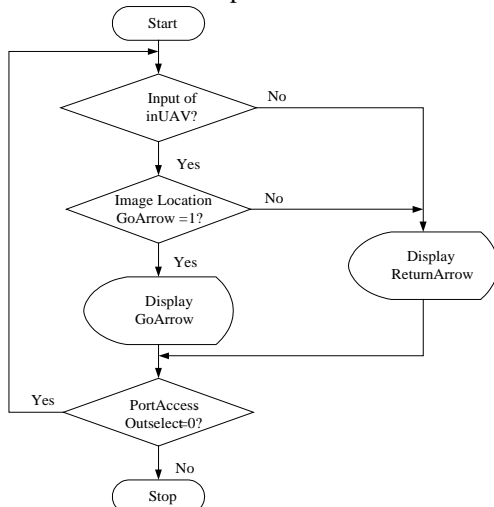 Start
Input of
inUAV?
No
Yes
Image Location
GoArrow =1?
No
Yes
Display
ReturnArrow
Display
GoArrow
Yes
PortAccess
Outselect=0?
No
Stop